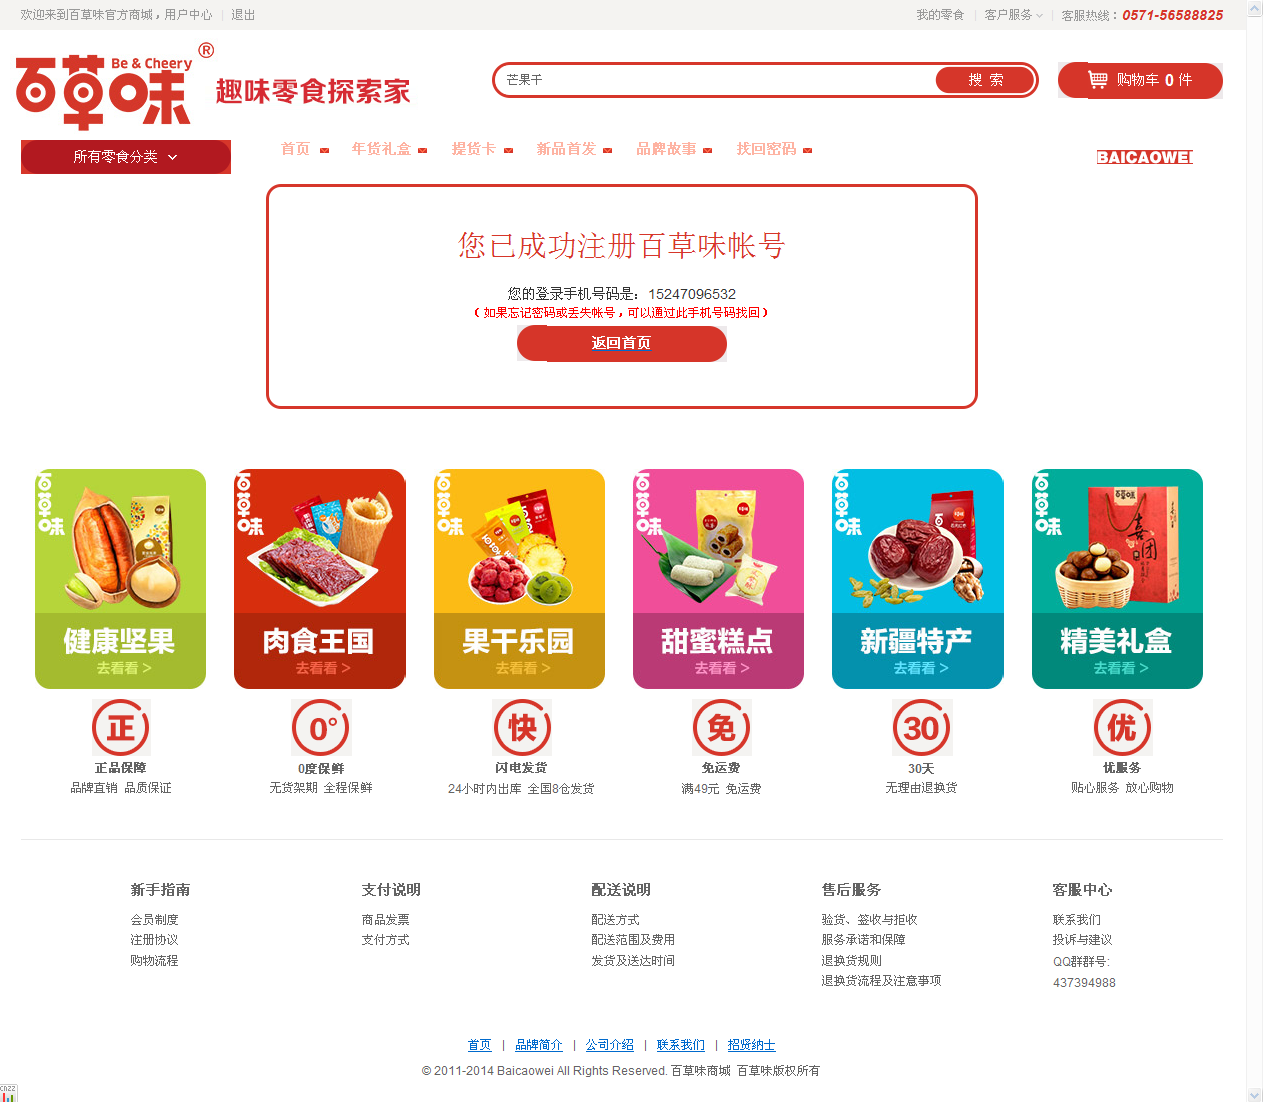 欢迎来到百草味官方商城，用户中心 | 退出
我的零食 | 客户服务 | 客服热线：0571-56588825
百草味 Be & Cheery ®
趣味零食探索家
芒果干 搜 索
购物车 0 件
所有零食分类
首页 年货礼盒 提货卡 新品首发 品牌故事 找回密码
BAICAOWEI
您已成功注册百草味帐号
您的登录手机号码是：15247096532
（如果忘记密码或丢失帐号，可以通过此手机号码找回）
返回首页
百草味 百草味 百草味 百草味 百草味 百草味
健康坚果 肉食王国 果干乐园 甜蜜糕点 新疆特产 精美礼盒
去看看 > 去看看 > 去看看 > 去看看 > 去看看 > 去看看 >
正 0° 快 免 30 优
正品保障 0度保鲜 闪电发货 免运费 30天 优服务
品牌直销 品质保证 无货架期 全程保鲜 24小时内出库 全国8仓发货 满49元 免运费 无理由退换货 贴心服务 放心购物
新手指南
会员制度
注册协议
购物流程
支付说明
商品发票
支付方式
配送说明
配送方式
配送范围及费用
发货及送达时间
售后服务
验货、签收与拒收
服务承诺和保障
退换货规则
退换货流程及注意事项
客服中心
联系我们
投诉与建议
QQ群群号:
437394988
首页 | 品牌简介 | 公司介绍 | 联系我们 | 招贤纳士
© 2011-2014 Baicaowei All Rights Reserved. 百草味商城 百草味版权所有